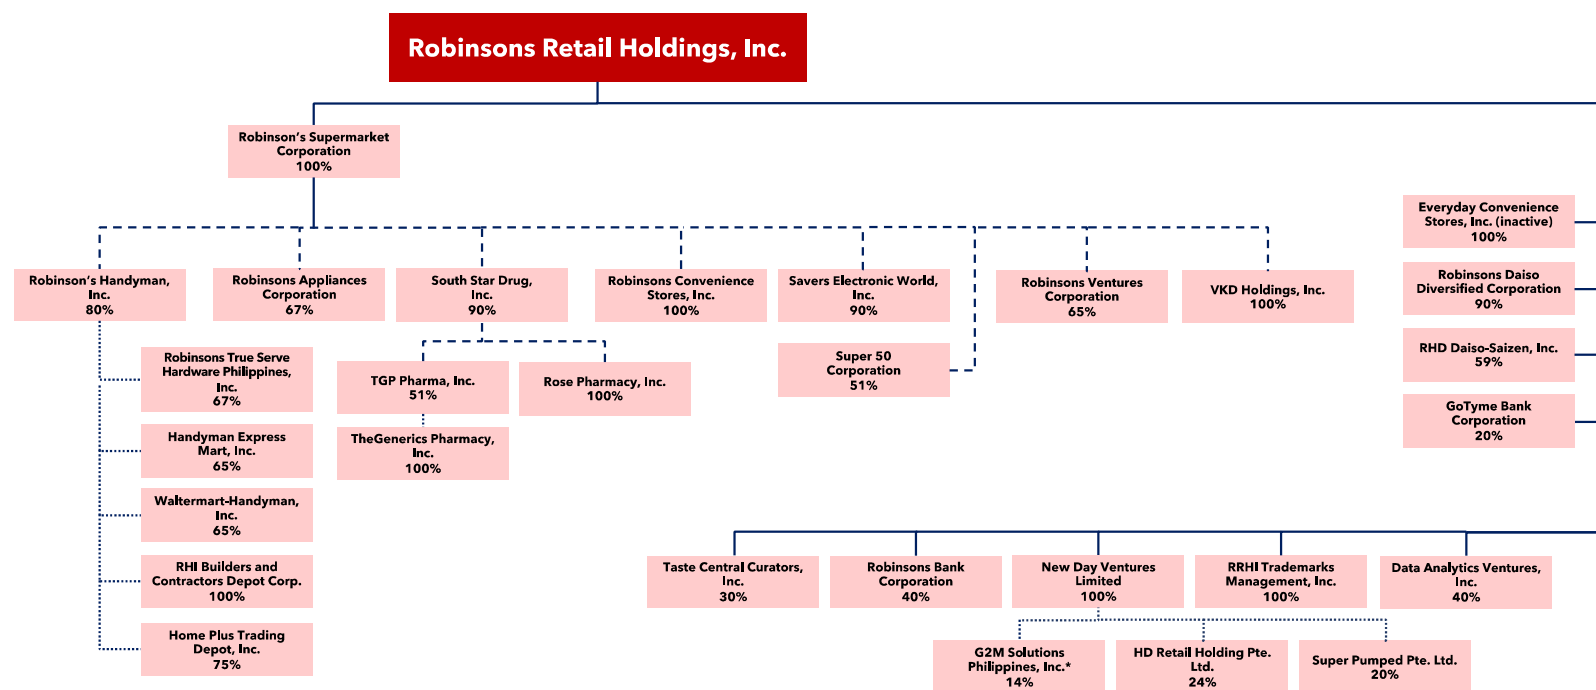 Robinsons Retail Holdings, Inc.
Robinson's Supermarket
Corporation
100%
Everyday Convenience
Stores, Inc. (inactive)
100%
Robinson's Handyman,
Inc.
80%
Robinsons Appliances
Corporation
67%
South Star Drug,
Inc.
90%
Robinsons Convenience
Stores, Inc.
100%
Savers Electronic World,
Inc.
90%
Robinsons Ventures
Corporation
65%
VKD Holdings, Inc.
100%
Robinsons Daiso
Diversified Corporation
90%
Robinsons True Serve
Hardware Philippines,
Inc.
67%
TGP Pharma, Inc.
51%
Rose Pharmacy, Inc.
100%
Super 50
Corporation
51%
RHD Daiso-Saizen, Inc.
59%
GoTyme Bank
Corporation
20%
Handyman Express
Mart, Inc.
65%
TheGenerics Pharmacy,
Inc.
100%
Waltermart-Handyman,
Inc.
65%
RHI Builders and
Contractors Depot Corp.
100%
Taste Central Curators,
Inc.
30%
Robinsons Bank
Corporation
40%
New Day Ventures
Limited
100%
RRHI Trademarks
Management, Inc.
100%
Data Analytics Ventures,
Inc.
40%
Home Plus Trading
Depot, Inc.
75%
G2M Solutions
Philippines, Inc.*
14%
HD Retail Holding Pte.
Ltd.
24%
Super Pumped Pte. Ltd.
20%